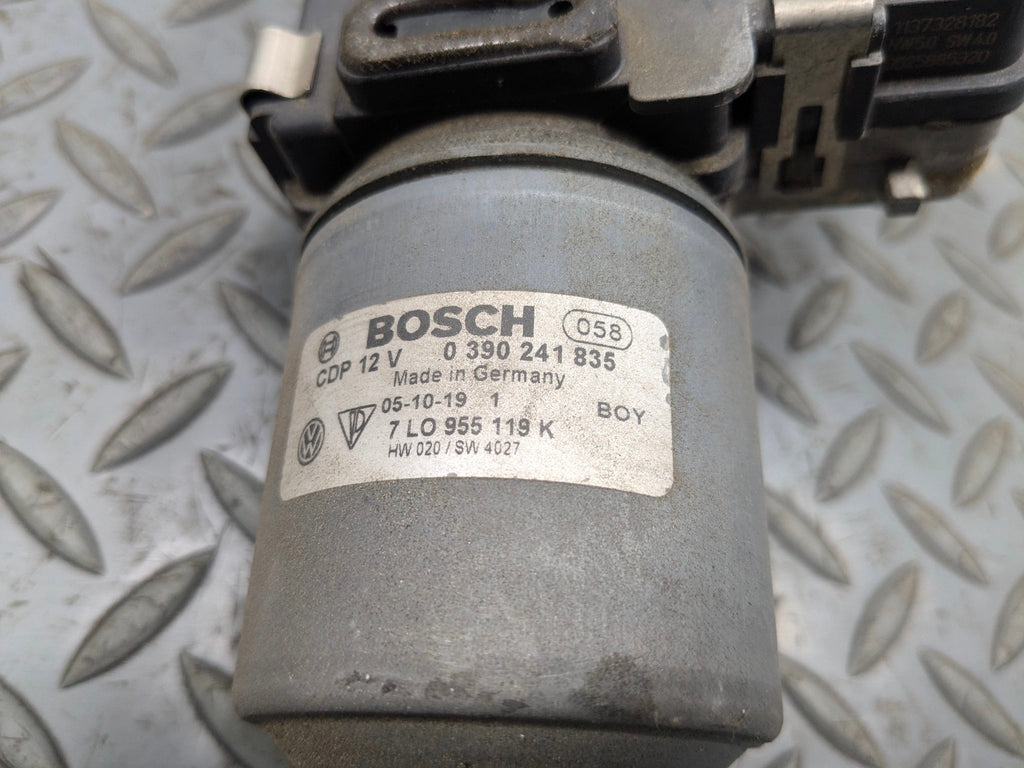 1137328182
BOSCH 058
CDP 12 V 0 390 241 835
Made in Germany
05-10-19 1 BOY
7 LO 955 119 K
HW 020 / SW 4027